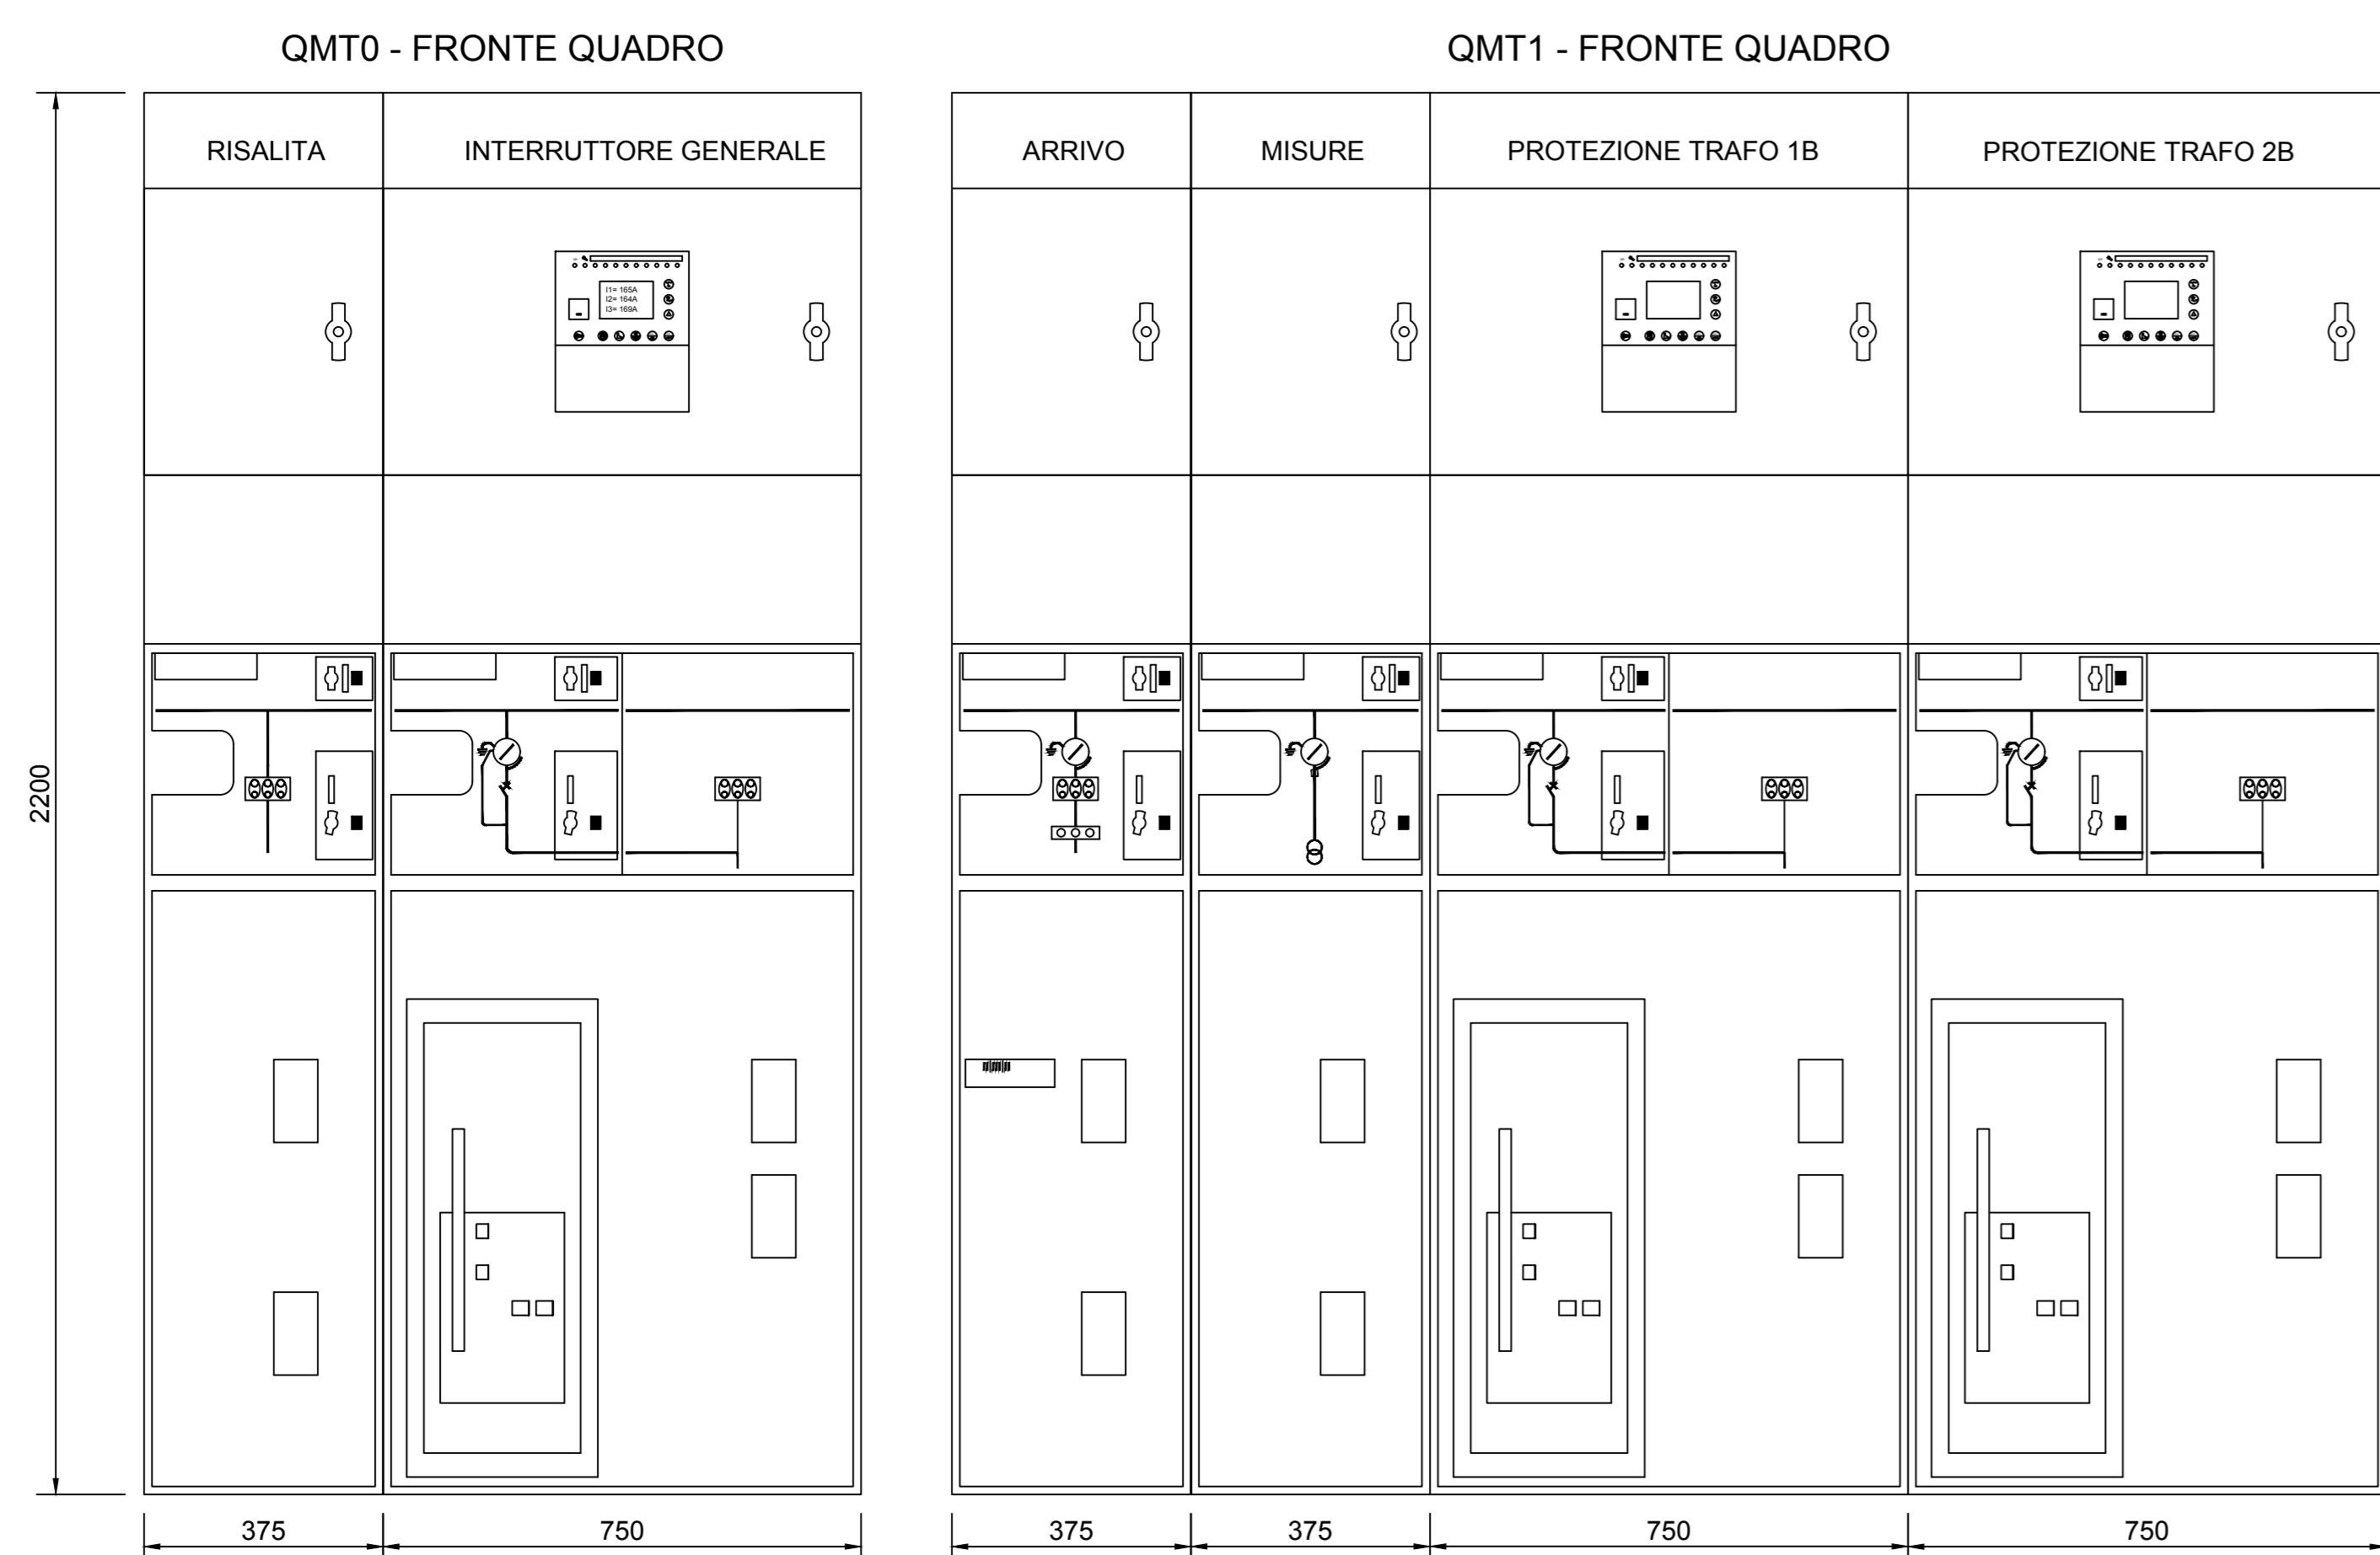 QMT0 - FRONTE QUADRO
QMT1 - FRONTE QUADRO
RISALITA
INTERRUTTORE GENERALE
ARRIVO
MISURE
PROTEZIONE TRAFO 1B
PROTEZIONE TRAFO 2B
I1= 165A
I2= 164A
I3= 169A
2200
375
750
375
375
750
750